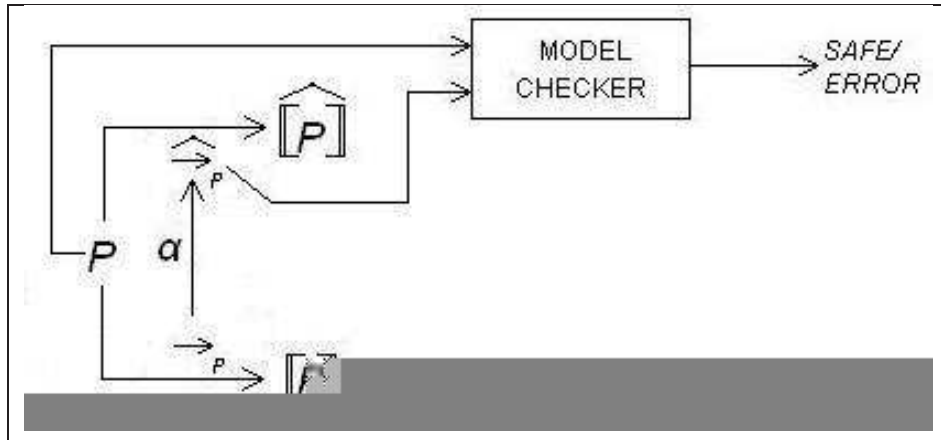 MODEL
CHECKER
SAFE/
ERROR
⟦P⟧
P
P
α
P